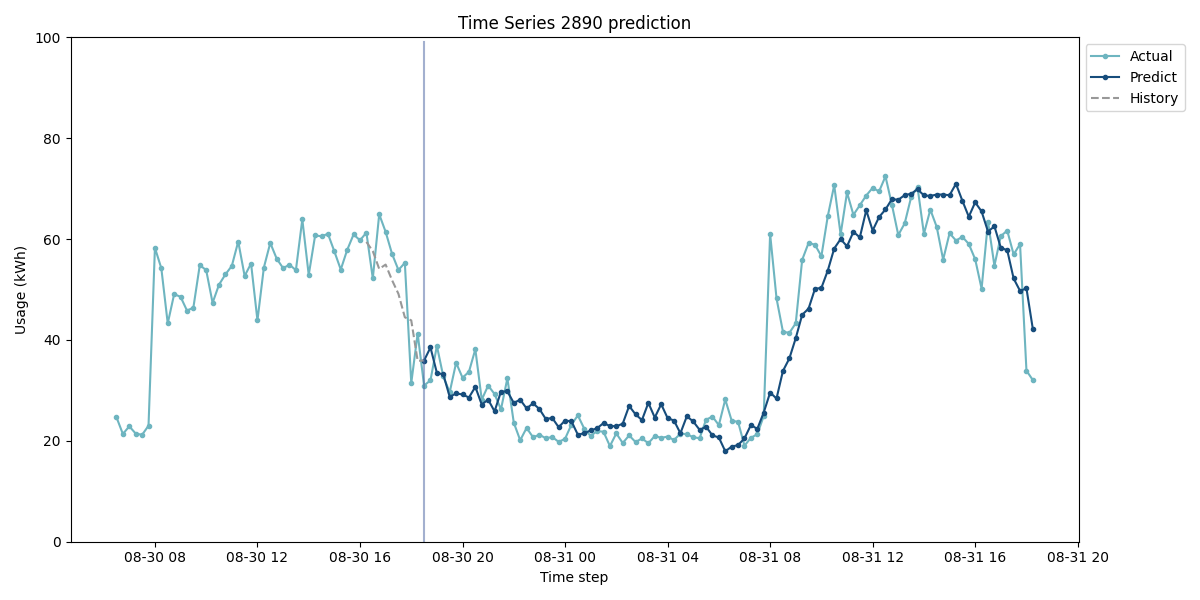 Time Series 2890 prediction
Usage (kWh)
100
80
60
40
20
0
08-30 08
08-30 12
08-30 16
08-30 20
08-31 00
08-31 04
08-31 08
08-31 12
08-31 16
08-31 20
Time step
Actual
Predict
History